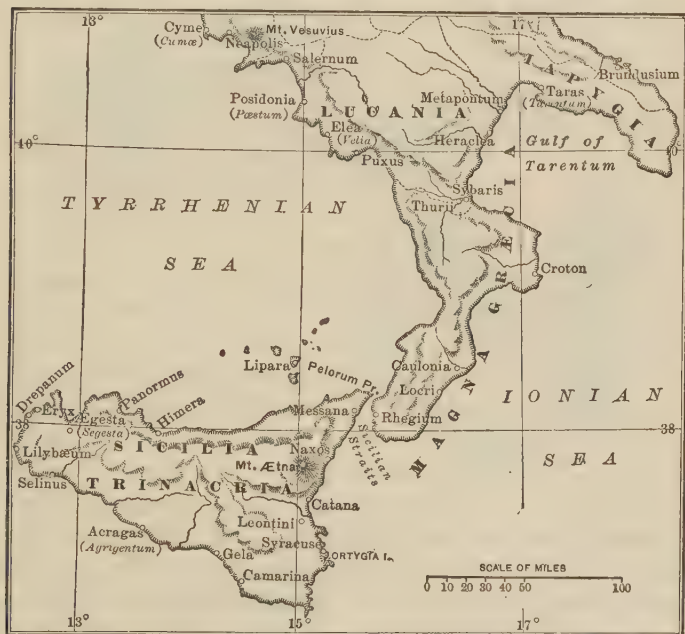 13°
17°
Cyme
(Cumæ)
Mt. Vesuvius
Neapolis
Salernum
Posidonia
(Pæstum)
LUCANIA
Metapontum
Taras
(Tarentum)
Brundusium
IAPYGIA
Elea
(Velia)
Heraclea
Puxus
40°
40
Gulf of
Tarentum
Sybaris
Thurii
TYRRHENIAN
SEA
Croton
MAGNA GRÆCIA
Lipara
Pelorum Pr.
Caulonia
Locri
IONIAN
SEA
Drepanum
Eryx
Panormus
Himera
Messana
Rhegium
Sicilian
Straits
38
38
Egesta
(Segesta)
Lilybæum
SICILIA
Naxos
Mt. Ætna
Selinus
TRINACRIA
Catana
Leontini
Acragas
(Agrigentum)
Syracuse
ORTYGIA I.
Gela
Camarina
SCALE OF MILES
0 10 20 30 40 50 100
13°
15°
17°